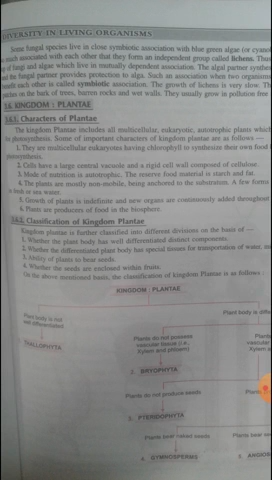 DIVERSITY IN LIVING ORGANISMS
Some fungal species live in close symbiotic association with blue green algae (or cyano
much associated with each other that they form an independent group called lichens. Thus
of fungi and algae which live in mutually dependent association. The algal partner synthes
and the fungal partner provides protection to alga. Such an association when two organisms
each other is called symbiotic association. The growth of lichens is very slow. Th
on the bark of trees, barren rocks and wet walls. They usually grow in pollution free
1.6 KINGDOM : PLANTAE
Characters of Plantae
The kingdom Plantae includes all multicellular, eukaryotic, autotrophic plants which
photosynthesis. Some of important characters of kingdom plantae are as follows —
1. They are multicellular eukaryotes having chlorophyll to synthesize their own food
photosynthesis.
2. Cells have a large central vacuole and a rigid cell wall composed of cellulose.
3. Mode of nutrition is autotrophic. The reserve food material is starch and fat.
4. The plants are mostly non-mobile, being anchored to the substratum. A few forms
or sea water.
5. Growth of plants is indefinite and new organs are continuously added throughout
6. Plants are producers of food in the biosphere.
Classification of Kingdom Plantae
Kingdom plantae is further classified into different divisions on the basis of —
1. Whether the plant body has well differentiated distinct components.
2. Whether the differentiated plant body has special tissues for transportation of water,
3. Ability of plants to bear seeds.
4. Whether the seeds are enclosed within fruits.
On the above mentioned basis, the classification of kingdom Plantae is as follows :
KINGDOM : PLANTAE
Plant body is not
well differentiated
Plant body is diffe
THALLOPHYTA
Plants do not possess
vascular tissue (i.e.,
Xylem and phloem)
Plants
vascular
Xylem a
2. BRYOPHYTA
Plants do not produce seeds
Plants
3. PTERIDOPHYTA
Plants bear naked seeds
Plants bear se
4. GYMNOSPERMS
5. ANGIOS